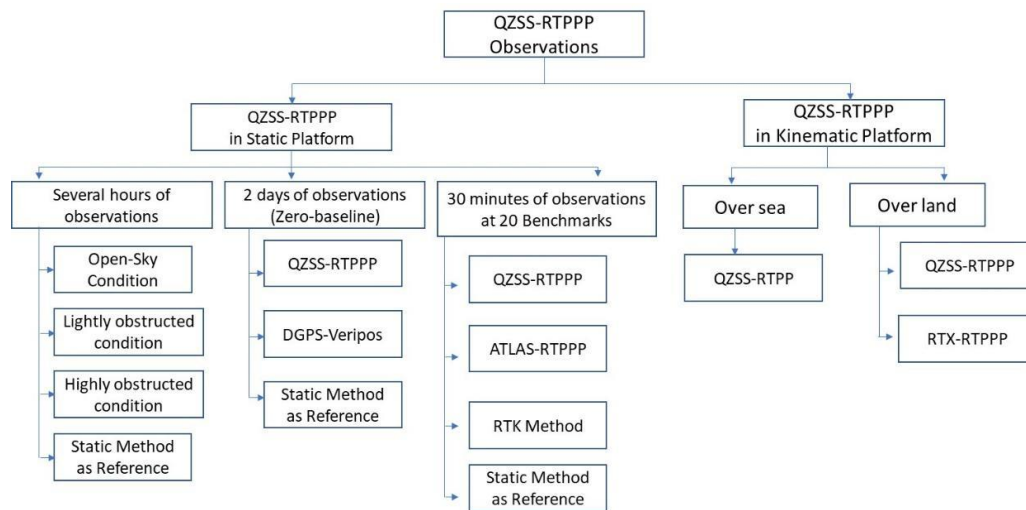 QZSS-RTPPP
Observations
QZSS-RTPPP
in Static Platform
QZSS-RTPPP
in Kinematic Platform
Several hours of
observations
2 days of observations
(Zero-baseline)
30 minutes of observations
at 20 Benchmarks
Over sea
Over land
Open-Sky
Condition
Lightly obstructed
condition
Highly obstructed
condition
Static Method
as Reference
QZSS-RTPPP
DGPS-Veripos
Static Method
as Reference
QZSS-RTPPP
ATLAS-RTPPP
RTK Method
Static Method
as Reference
QZSS-RTPP
QZSS-RTPPP
RTX-RTPPP